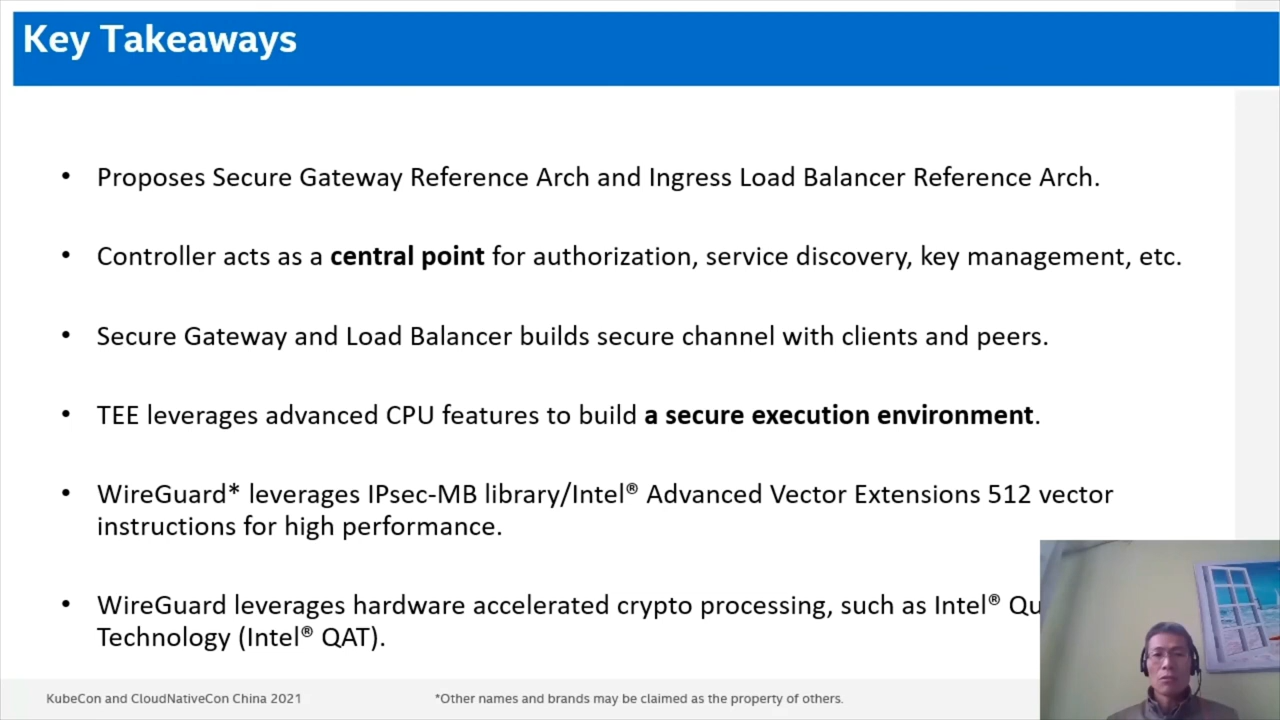 Key Takeaways
• Proposes Secure Gateway Reference Arch and Ingress Load Balancer Reference Arch.
• Controller acts as a central point for authorization, service discovery, key management, etc.
• Secure Gateway and Load Balancer builds secure channel with clients and peers.
• TEE leverages advanced CPU features to build a secure execution environment.
• WireGuard* leverages IPsec-MB library/Intel® Advanced Vector Extensions 512 vector
instructions for high performance.
• WireGuard leverages hardware accelerated crypto processing, such as Intel® Qu
Technology (Intel® QAT).
KubeCon and CloudNativeCon China 2021
*Other names and brands may be claimed as the property of others.